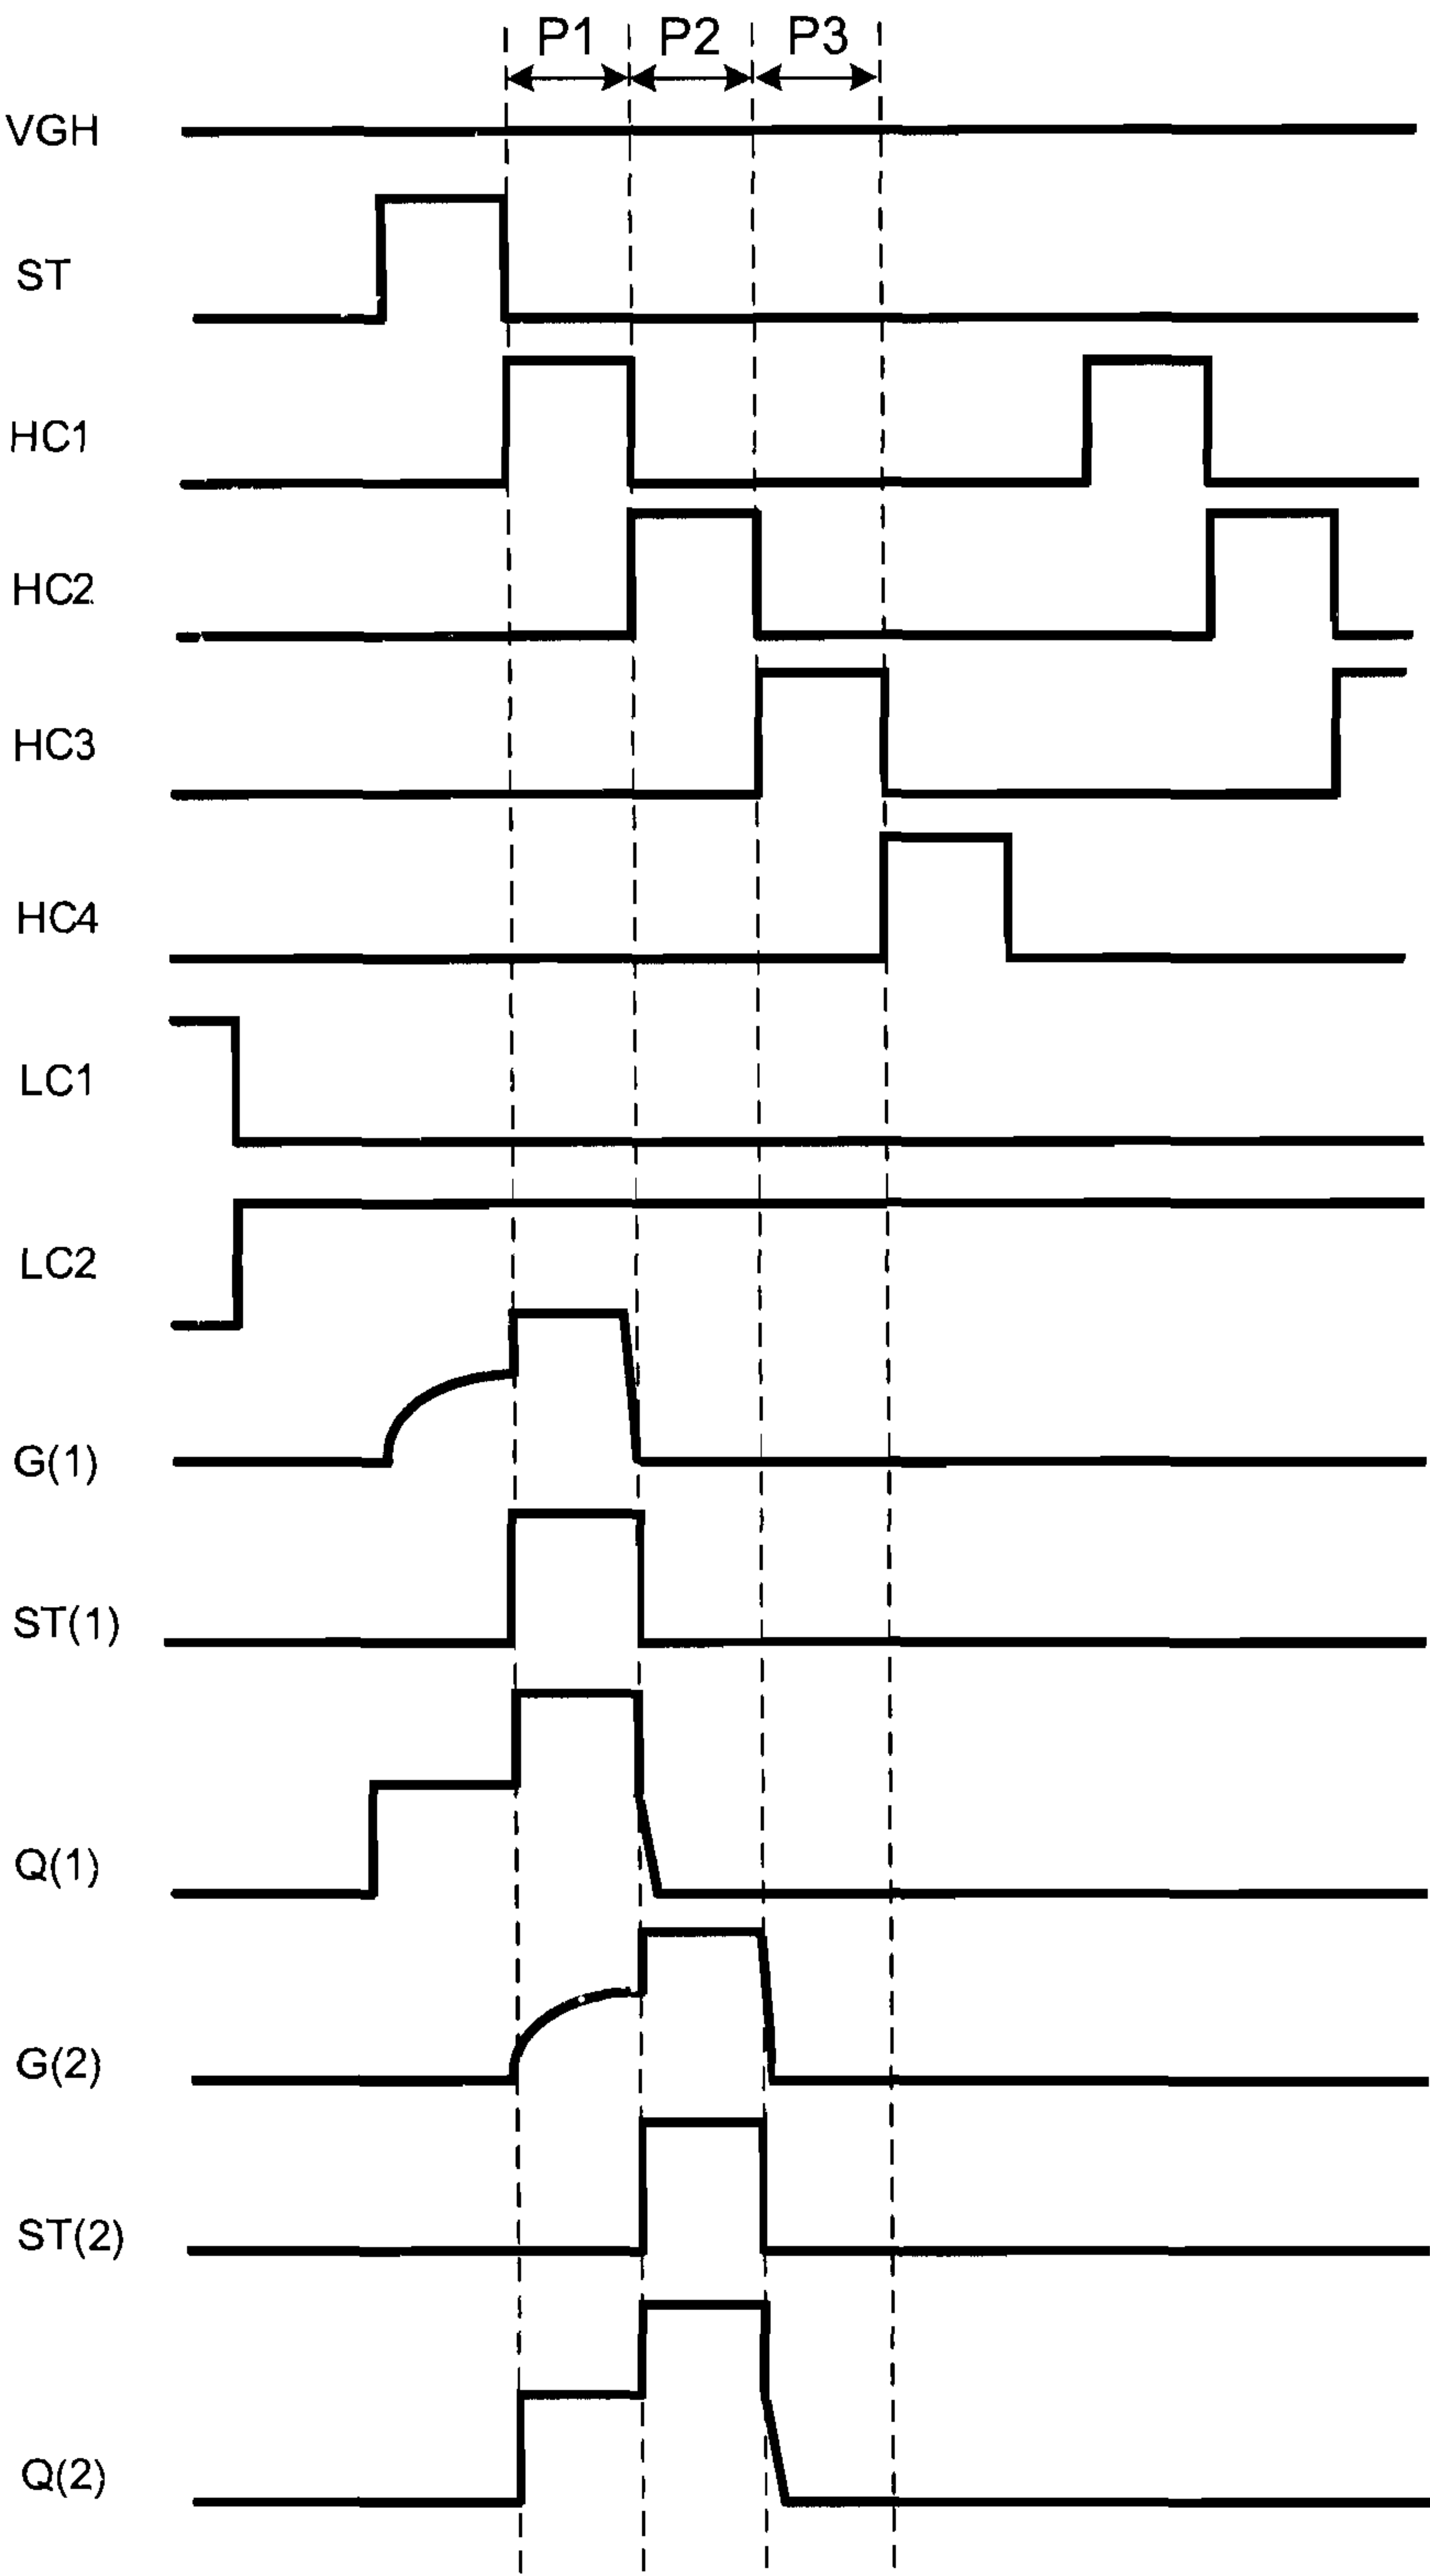 P1 P2 P3
VGH
ST
HC1
HC2
HC3
HC4
LC1
LC2
G(1)
ST(1)
Q(1)
G(2)
ST(2)
Q(2)